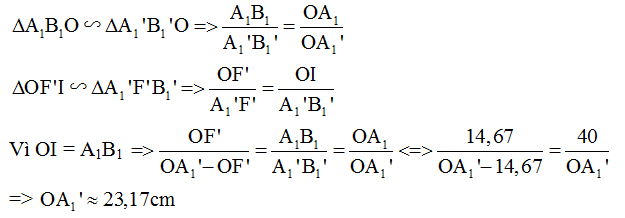 ΔA₁B₁O ∽ ΔA₁'B₁'O => A₁B₁/A₁'B₁' = OA₁/OA₁'
ΔOF'I ∽ ΔA₁'F'B₁' => OF'/A₁'F' = OI/A₁'B₁'
Vì OI = A₁B₁ => OF'/(OA₁'−OF') = A₁B₁/A₁'B₁' = OA₁/OA₁' <=> 14,67/(OA₁'−14,67) = 40/OA₁'
=> OA₁' ≈ 23,17cm